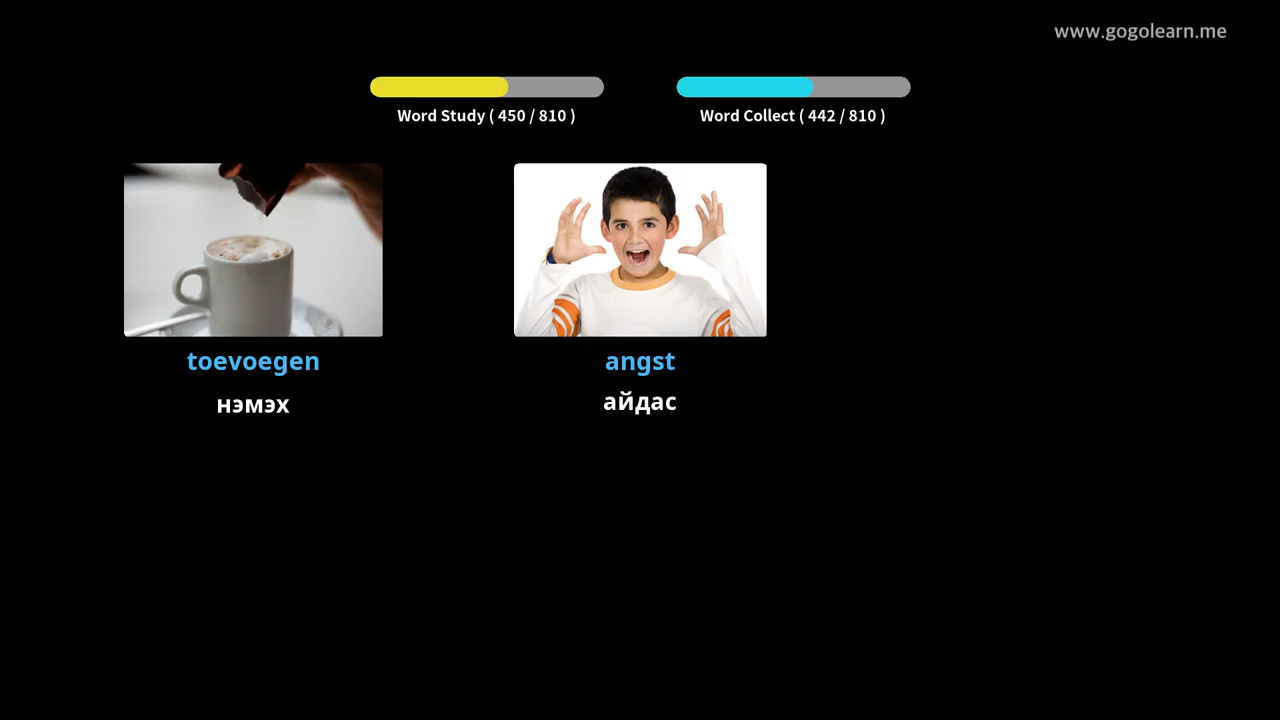 www.gogolearn.me
Word Study ( 450 / 810 )
Word Collect ( 442 / 810 )
toevoegen
angst
нэмэх
айдас